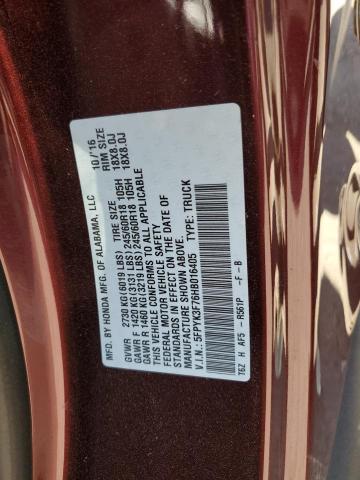 MFD. BY HONDA MFG. OF ALABAMA, LLC 10/16
TIRE SIZE RIM SIZE
GVWR 2730 KG(6019 LBS)
GAWR F 1420 KG(3131 LBS) 245/60R18 105H 18X8.0J
GAWR R 1460 KG(3219 LBS) 245/60R18 105H 18X8.0J
THIS VEHICLE CONFORMS TO ALL APPLICABLE
FEDERAL MOTOR VEHICLE SAFETY
STANDARDS IN EFFECT ON THE DATE OF
MANUFACTURE SHOWN ABOVE.
V.I.N.: 5FPYK3F76HB016405 TYPE: TRUCK
T6Z H AF5 - R561P -F -B